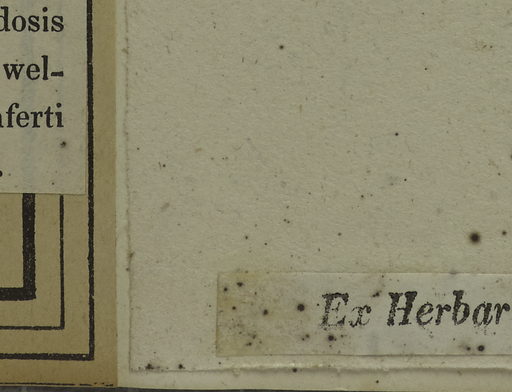 dosis
wel-
nferti
Ex Herbar